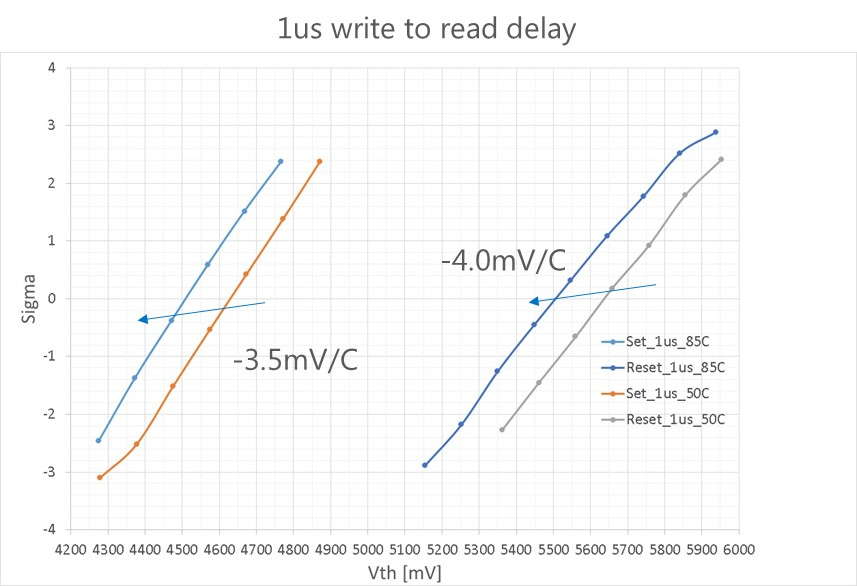 1us write to read delay
4
3
2
1
0
-1
-2
-3
-4
Sigma
-4.0mV/C
-3.5mV/C
Set_1us_85C
Reset_1us_85C
Set_1us_50C
Reset_1us_50C
4200 4300 4400 4500 4600 4700 4800 4900 5000 5100 5200 5300 5400 5500 5600 5700 5800 5900 6000
Vth [mV]